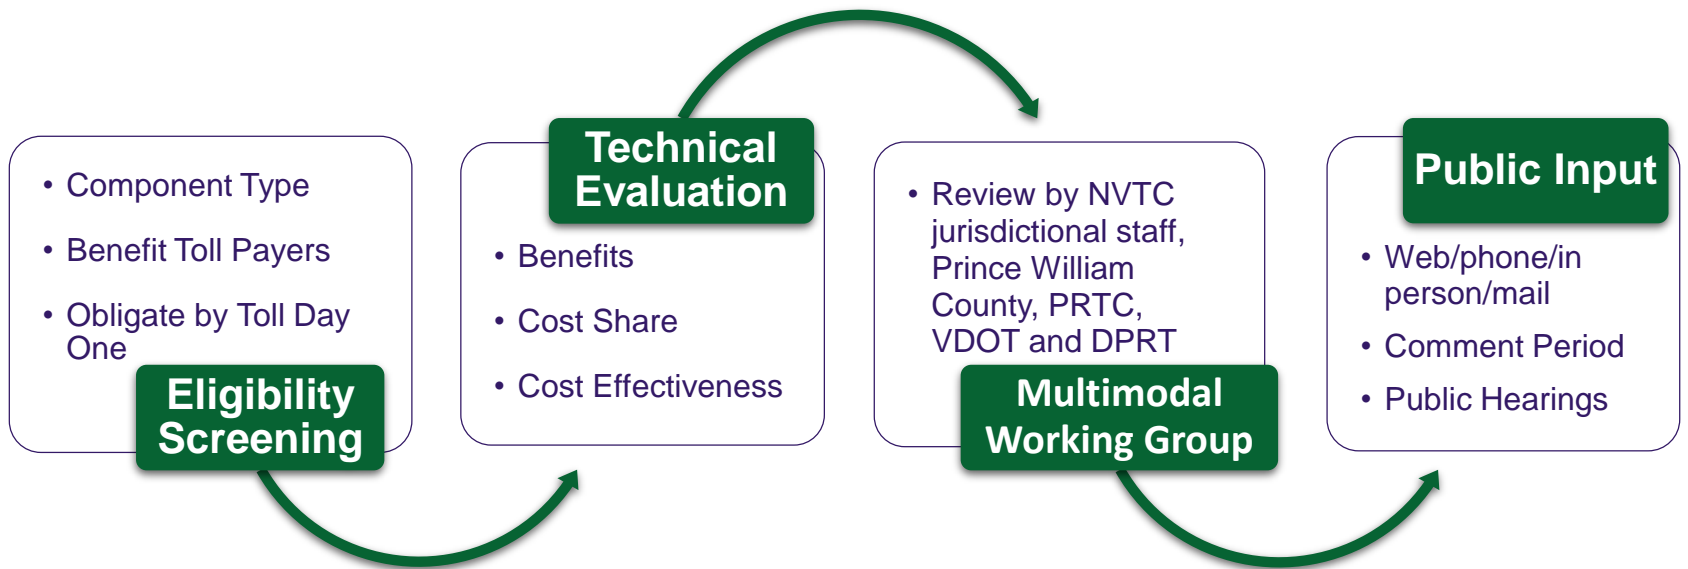 • Component Type
• Benefit Toll Payers
• Obligate by Toll Day
One
Eligibility
Screening
Technical
Evaluation
• Benefits
• Cost Share
• Cost Effectiveness
• Review by NVTC
jurisdictional staff,
Prince William
County, PRTC,
VDOT and DPRT
Multimodal
Working Group
Public Input
• Web/phone/in
person/mail
• Comment Period
• Public Hearings